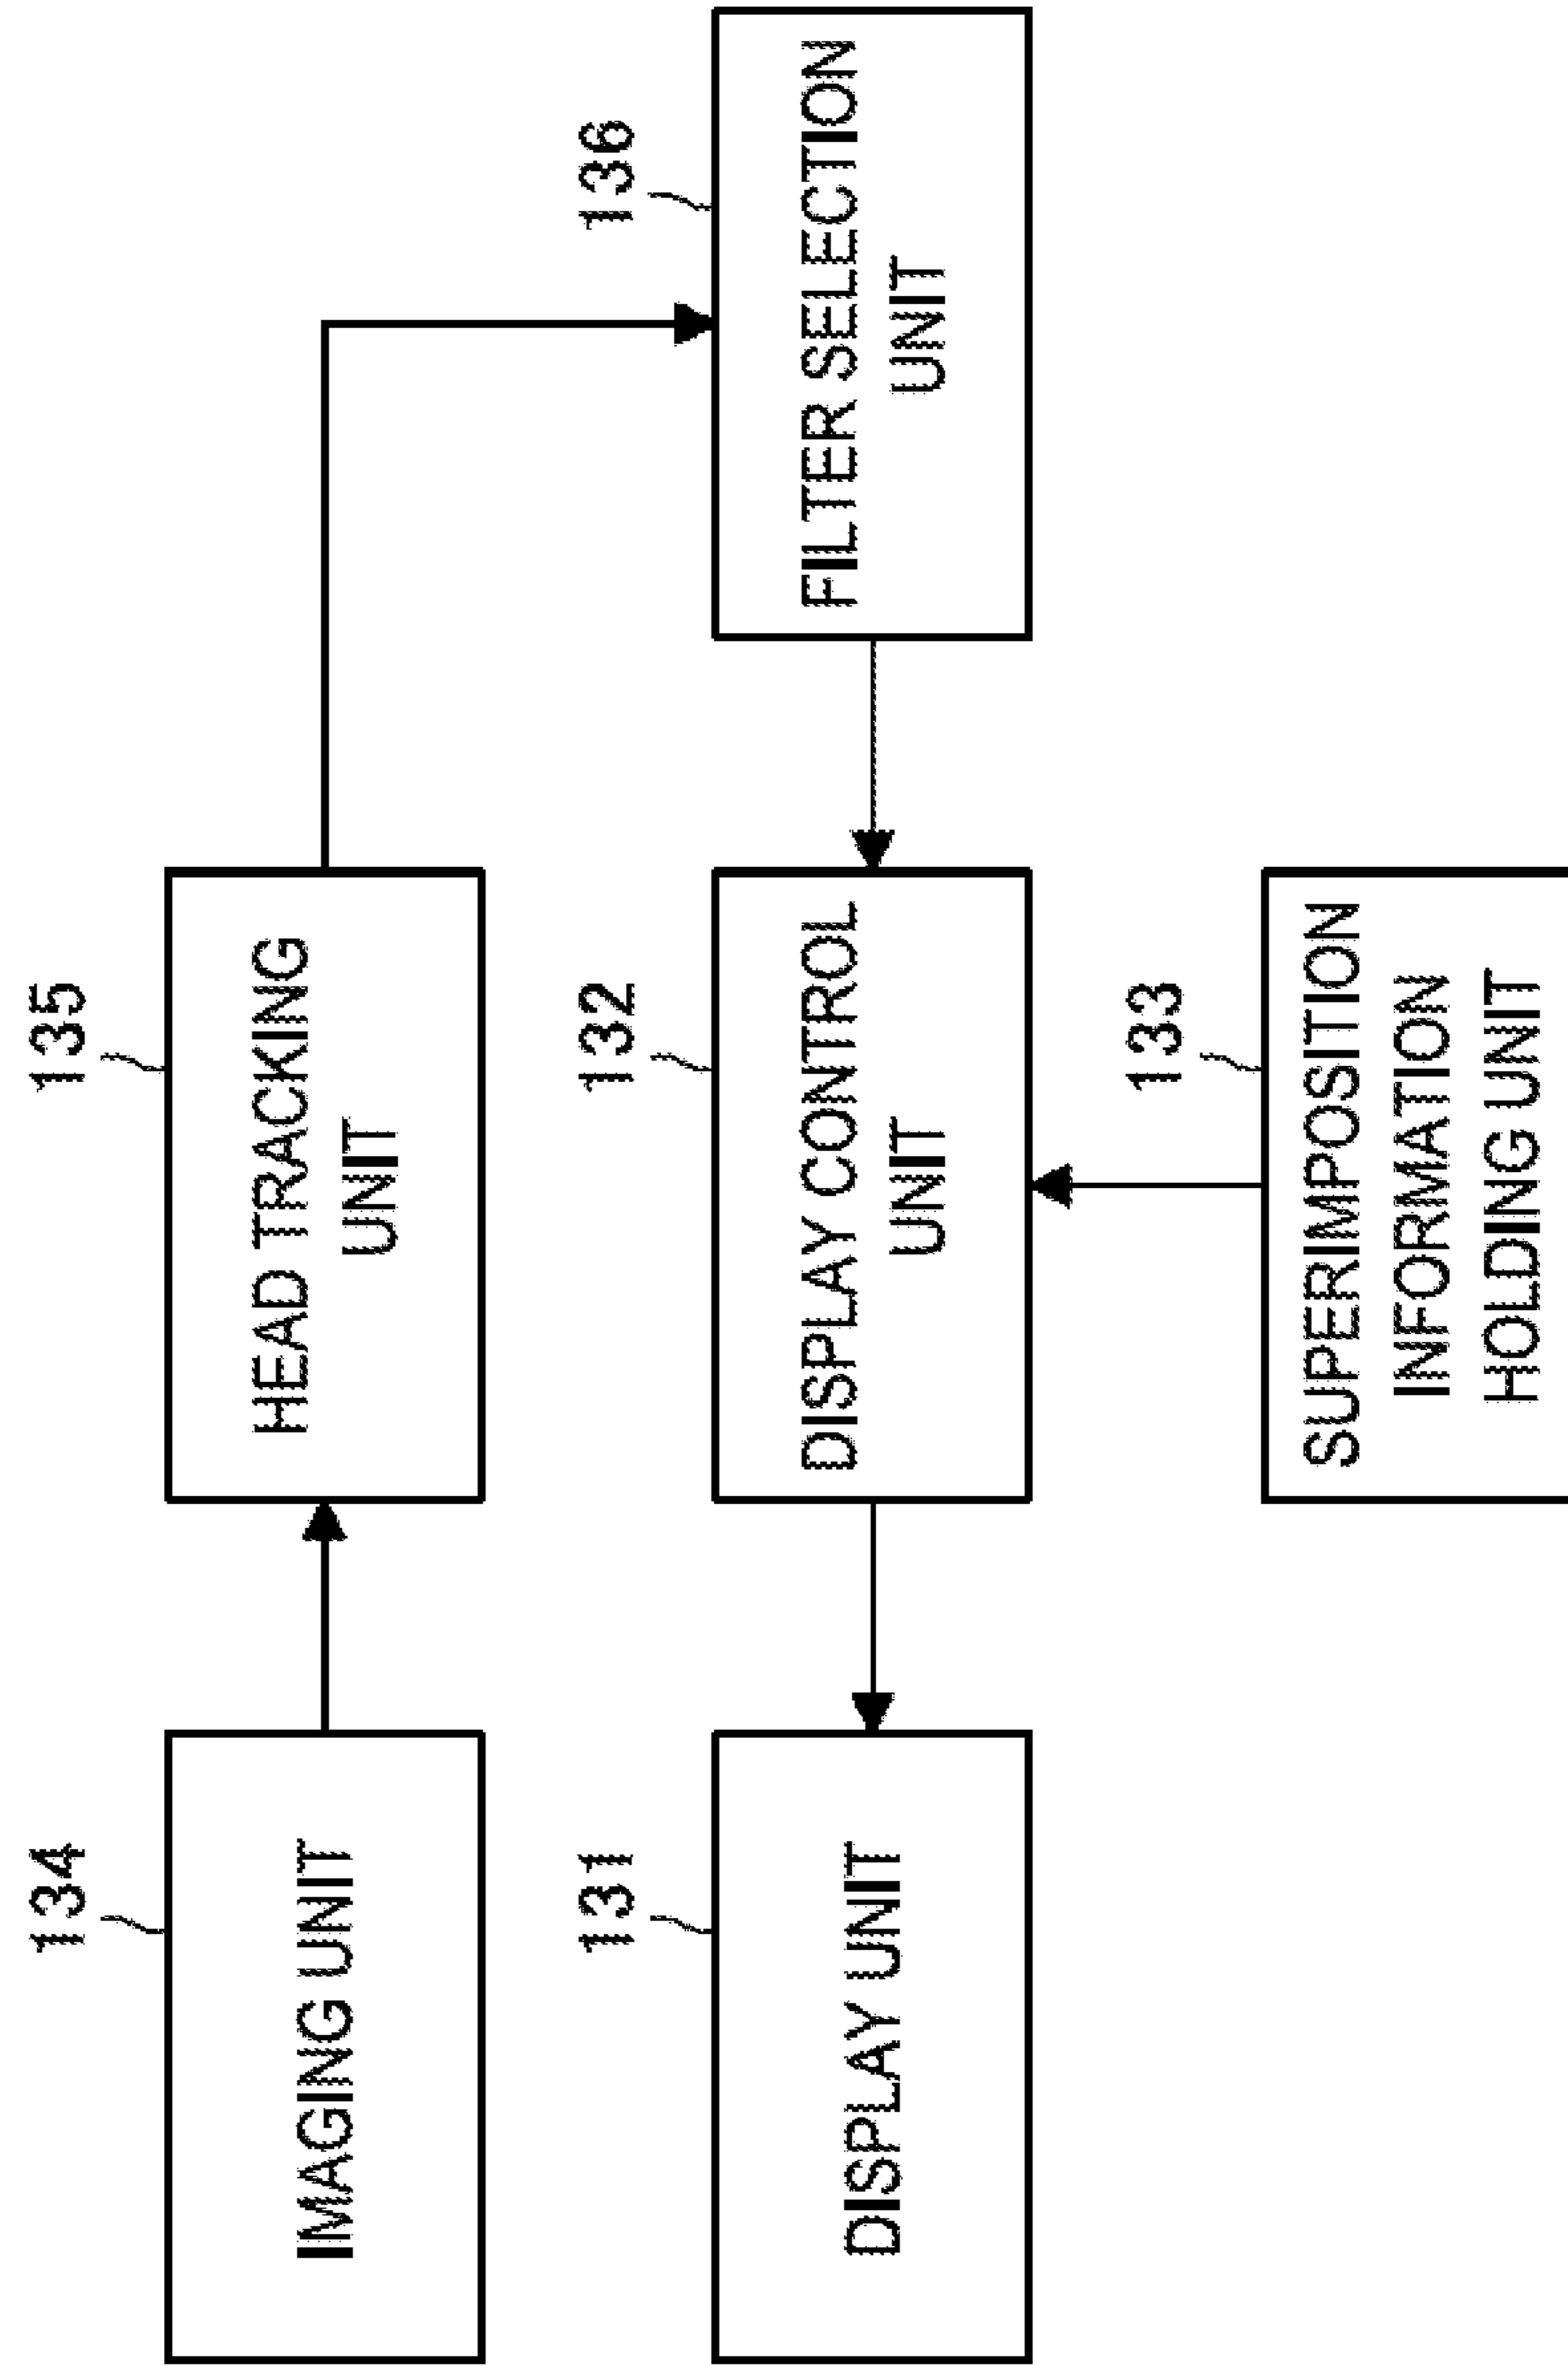 134
IMAGING UNIT
135
HEAD TRACKING
UNIT
131
DISPLAY UNIT
132
DISPLAY CONTROL
UNIT
136
FILTER SELECTION
UNIT
133
SUPERIMPOSITION
INFORMATION
HOLDING UNIT